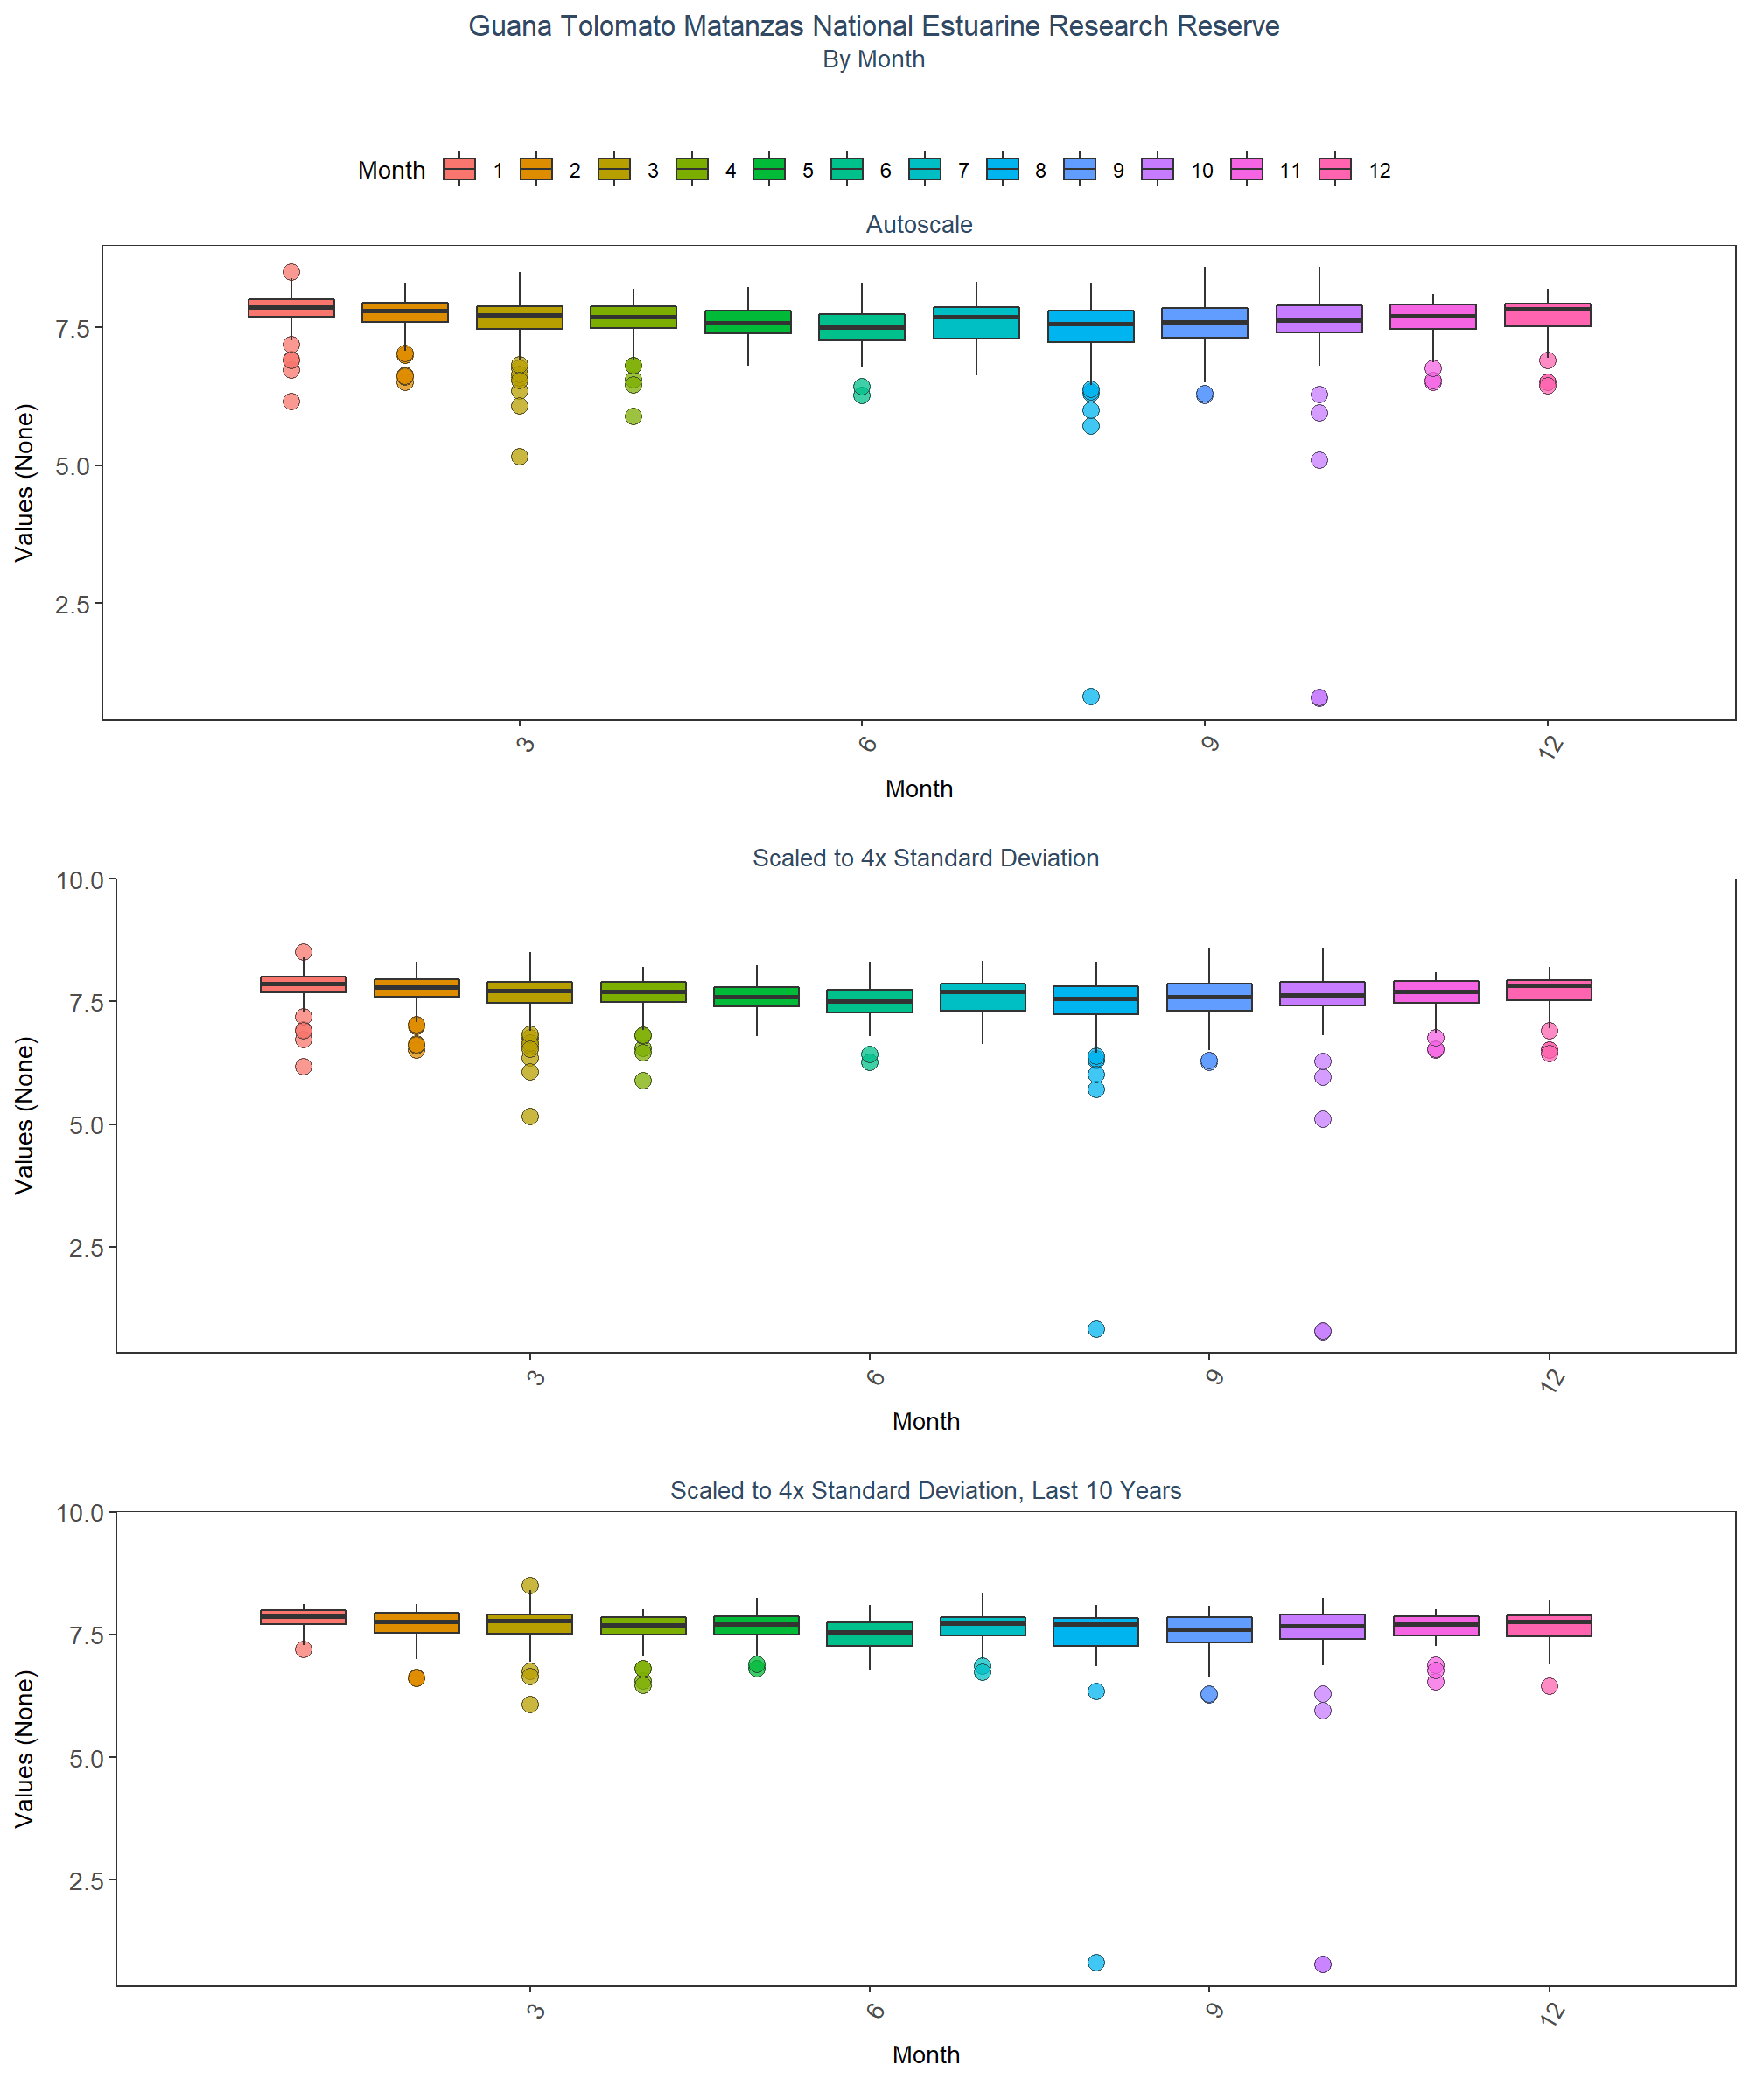 Guana Tolomato Matanzas National Estuarine Research Reserve
By Month
Month 1 2 3 4 5 6 7 8 9 10 11 12
Autoscale
7.5
5.0
2.5
Values (None)
3 6 9 12
Month
Scaled to 4x Standard Deviation
10.0
7.5
5.0
2.5
Values (None)
3 6 9 12
Month
Scaled to 4x Standard Deviation, Last 10 Years
10.0
7.5
5.0
2.5
Values (None)
3 6 9 12
Month